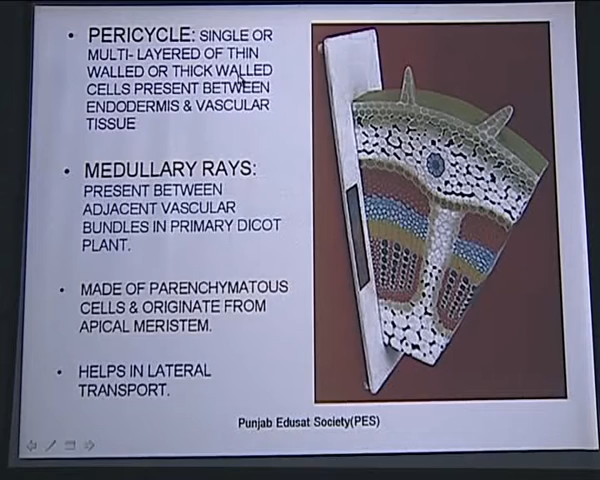 PERICYCLE: SINGLE OR
MULTI- LAYERED OF THIN
WALLED OR THICK WALLED
CELLS PRESENT BETWEEN
ENDODERMIS & VASCULAR
TISSUE
MEDULLARY RAYS:
PRESENT BETWEEN
ADJACENT VASCULAR
BUNDLES IN PRIMARY DICOT
PLANT.
MADE OF PARENCHYMATOUS
CELLS & ORIGINATE FROM
APICAL MERISTEM.
HELPS IN LATERAL
TRANSPORT.
Punjab Edusat Society(PES)